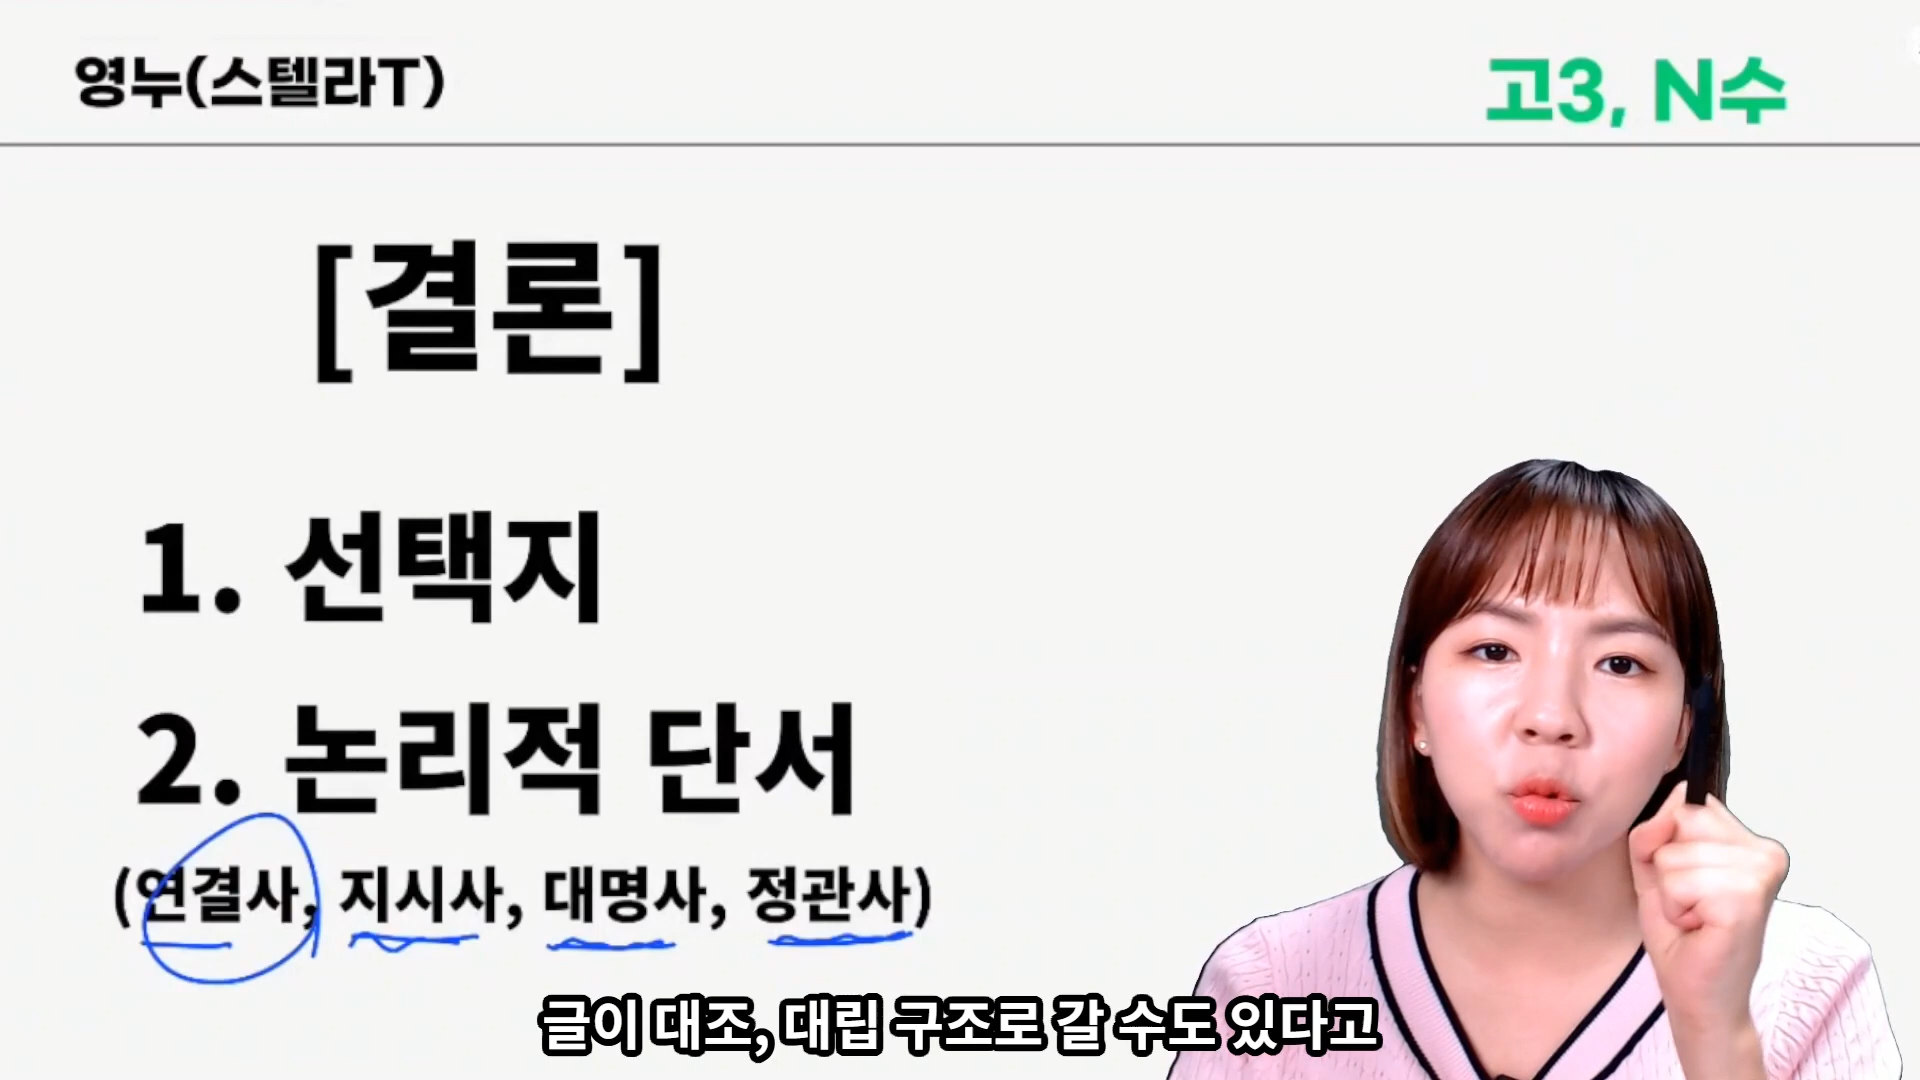 영누(스텔라T)
고3, N수
[결론]
1. 선택지
2. 논리적 단서
(연결사, 지시사, 대명사, 정관사)
글이 대조, 대립 구조로 갈 수도 있다고